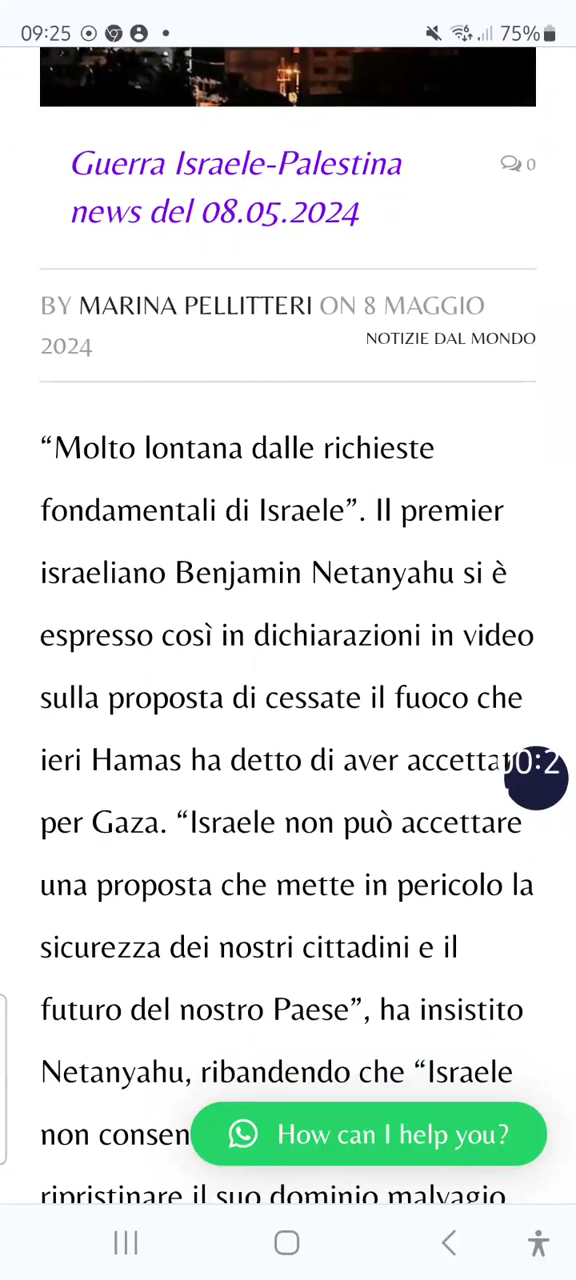 09:25
75%
Guerra Israele-Palestina
0
news del 08.05.2024
BY MARINA PELLITTERI ON 8 MAGGIO
2024
NOTIZIE DAL MONDO
“Molto lontana dalle richieste
fondamentali di Israele”. Il premier
israeliano Benjamin Netanyahu si è
espresso così in dichiarazioni in video
sulla proposta di cessate il fuoco che
ieri Hamas ha detto di aver
per Gaza. “Israele non può accettare
una proposta che mette in pericolo la
sicurezza dei nostri cittadini e il
futuro del nostro Paese”, ha insistito
Netanyahu, ribandendo che “Israele
non
How can I help you?
ripristinare il suo dominio malvagio